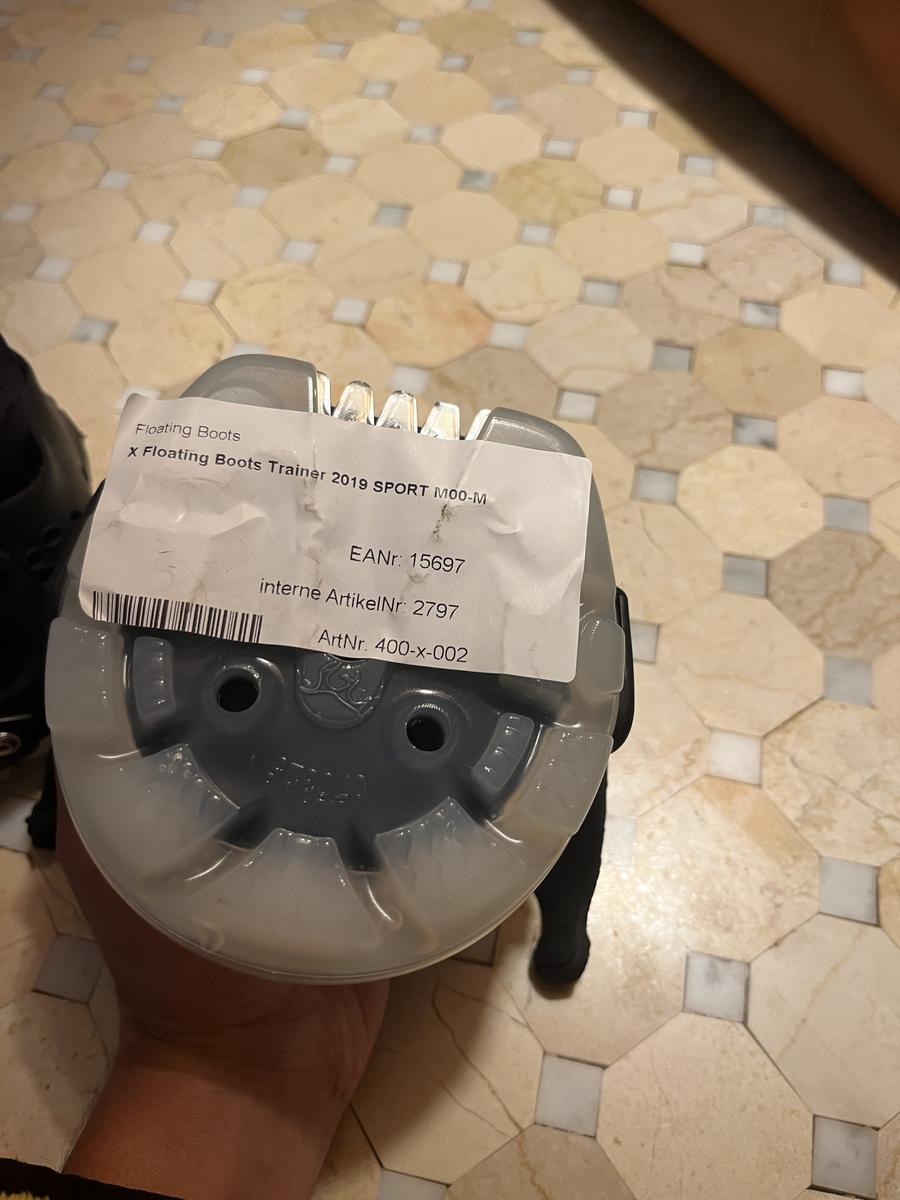 Floating Boots
x Floating Boots Trainer 2019 SPORT M00-M
EANr: 15697
interne ArtikelNr: 2797
ArtNr. 400-x-002